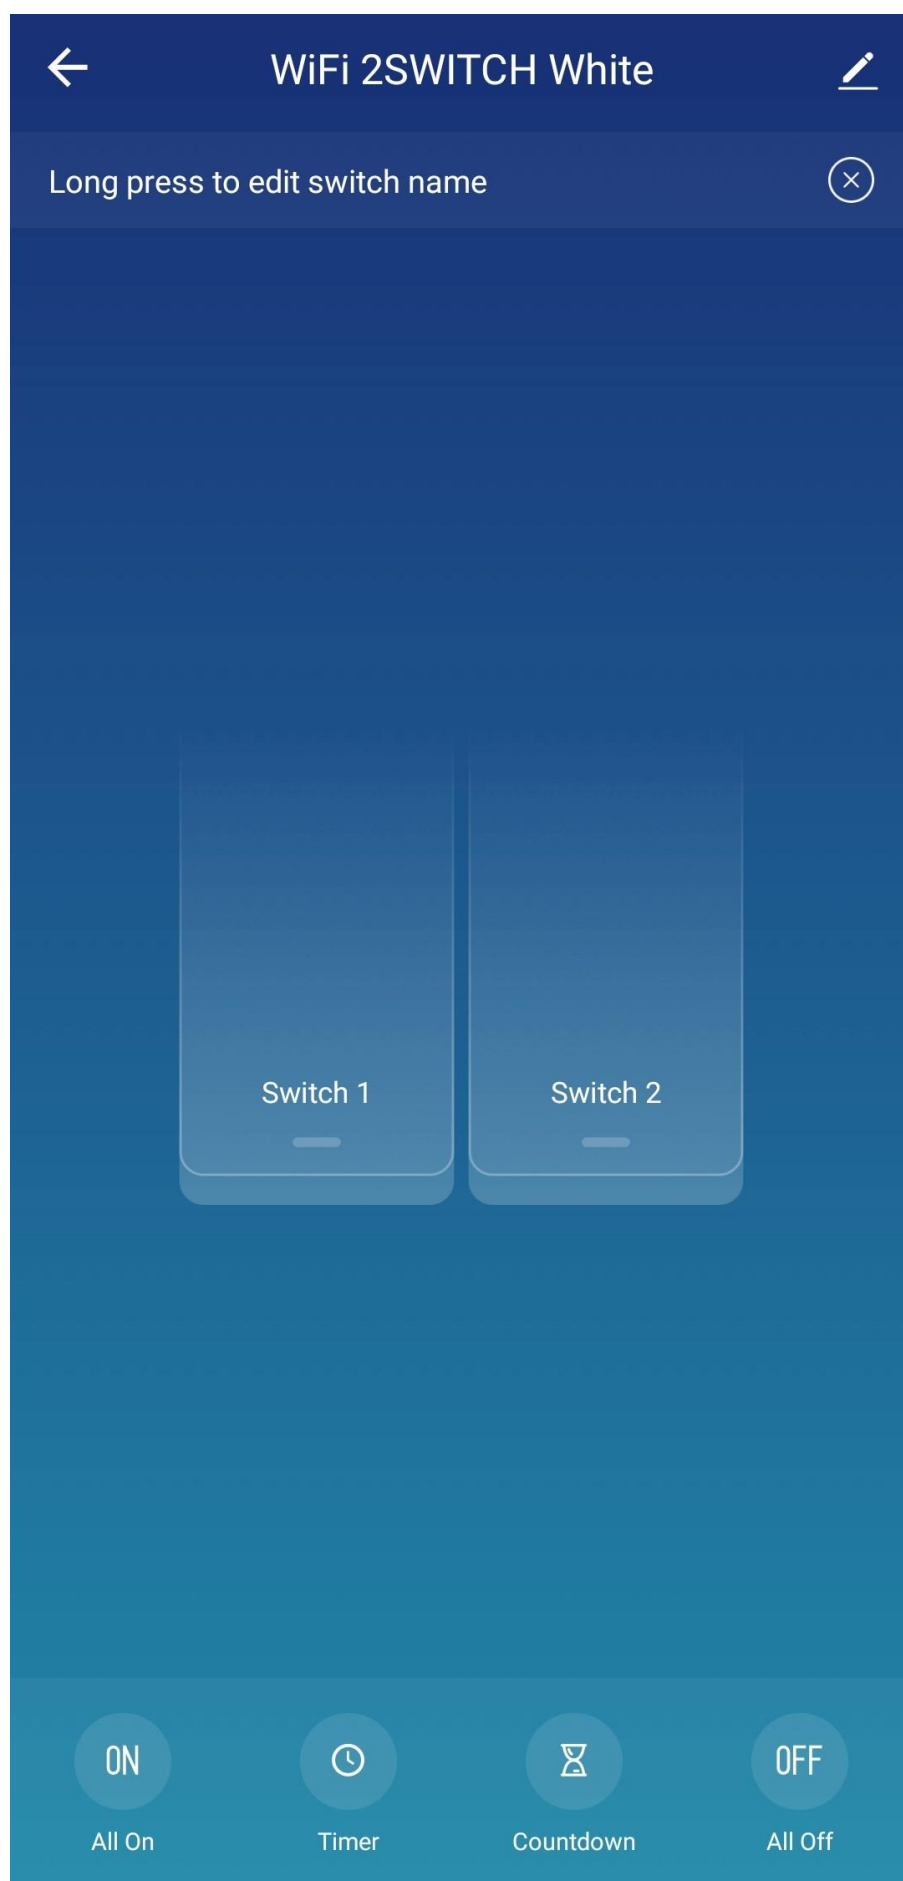 WiFi 2SWITCH White
Long press to edit switch name
Switch 1
Switch 2
ON
OFF
All On
Timer
Countdown
All Off